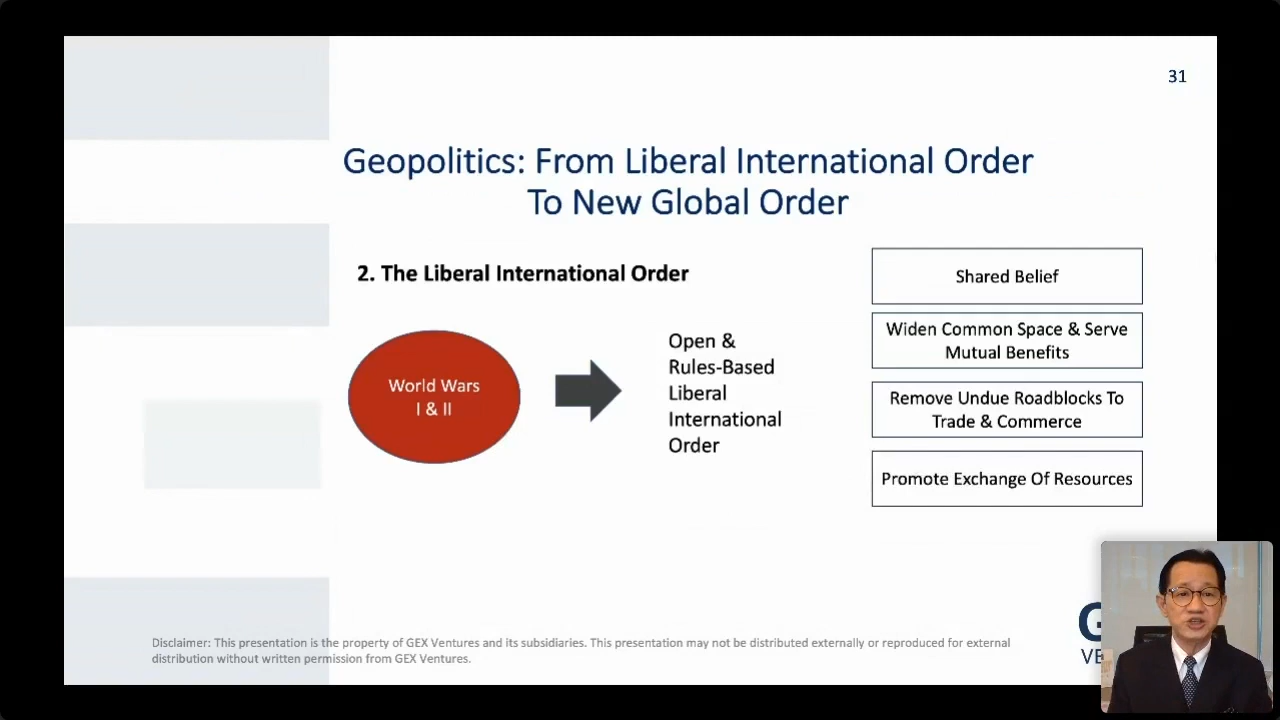 31
Geopolitics: From Liberal International Order
To New Global Order
2. The Liberal International Order
World Wars
I & II
Open &
Rules-Based
Liberal
International
Order
Shared Belief
Widen Common Space & Serve
Mutual Benefits
Remove Undue Roadblocks To
Trade & Commerce
Promote Exchange Of Resources
Disclaimer: This presentation is the property of GEX Ventures and its subsidiaries. This presentation may not be distributed externally or reproduced for external
distribution without written permission from GEX Ventures.